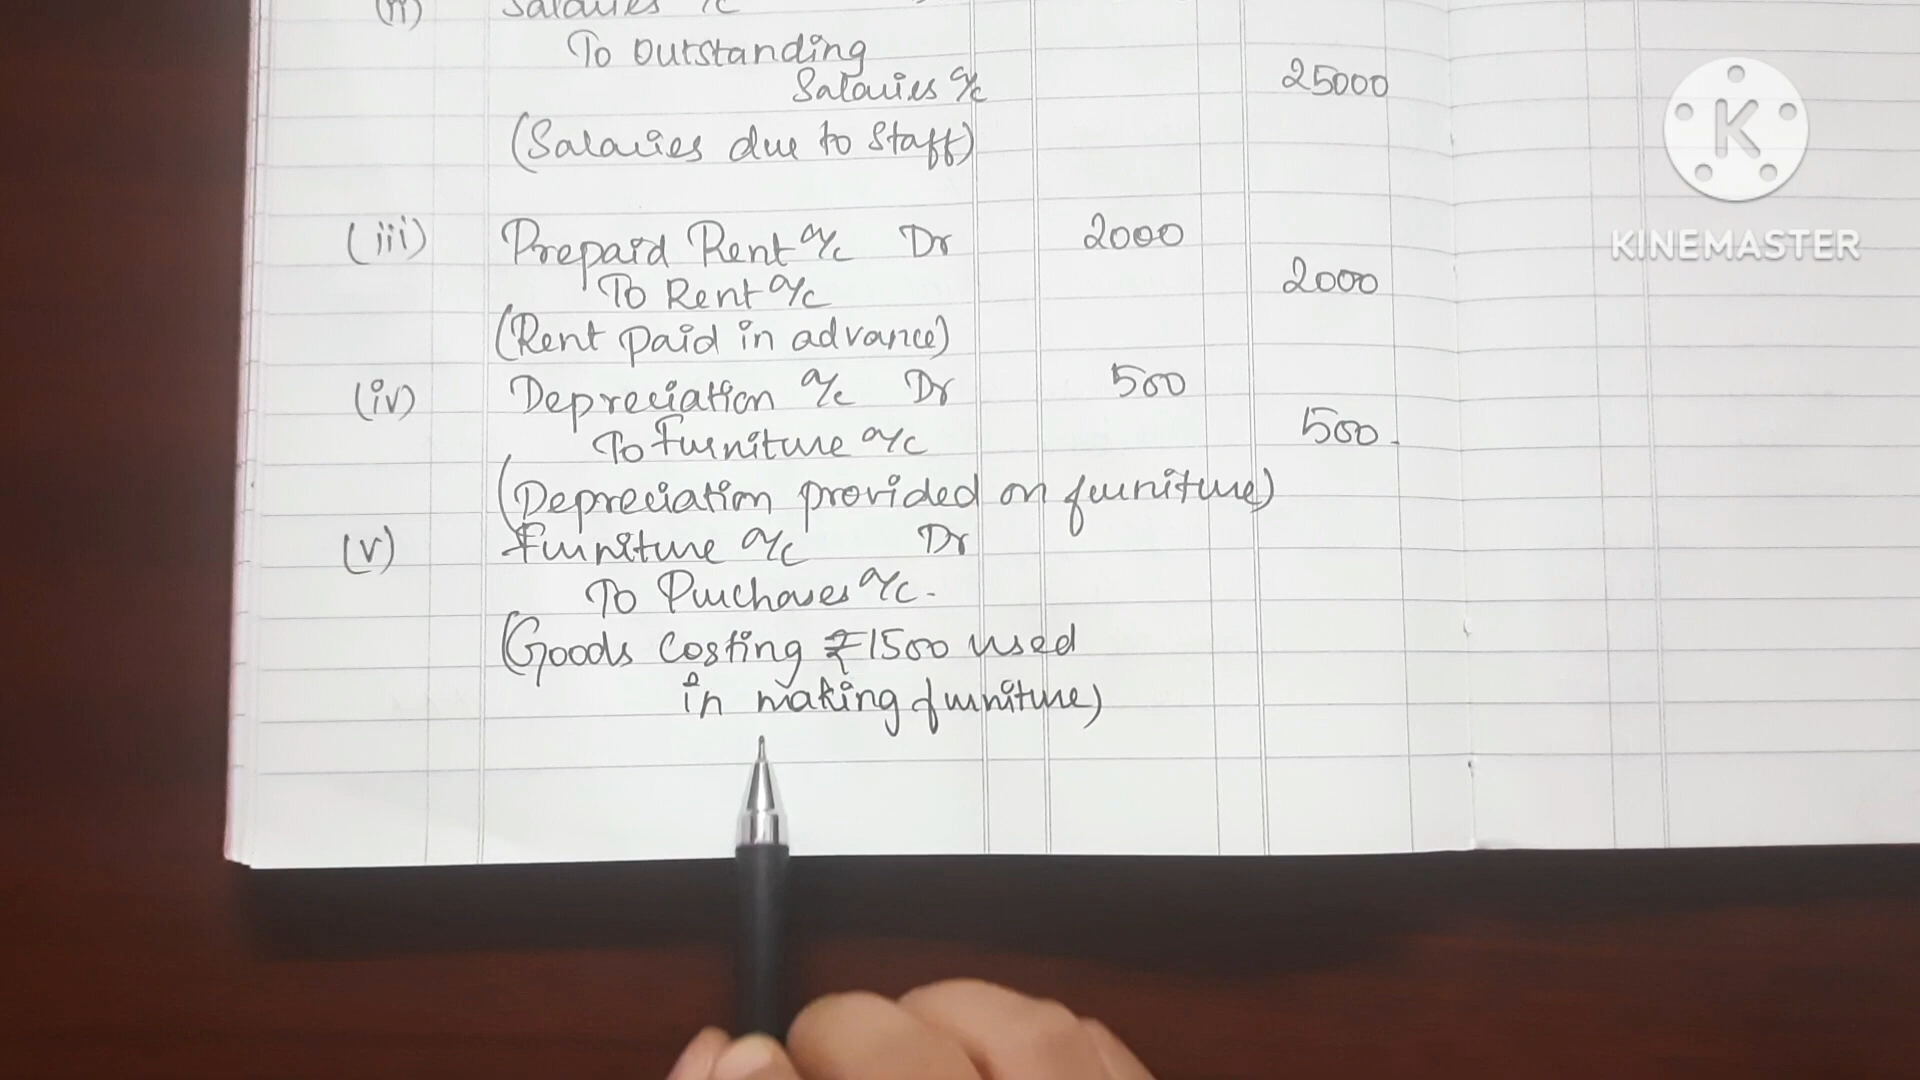 (ii) Salaries a/c
To Outstanding
Salaries a/c 25000
(Salaries due to Staff)
(iii) Prepaid Rent a/c Dr 2000
To Rent a/c 2000
(Rent paid in advance)
(iv) Depreciation a/c Dr 500
To Furniture a/c 500
(Depreciation provided on furniture)
(v) Furniture a/c Dr
To Purchases a/c.
(Goods costing ₹1500 used
in making furniture)
K
KINEMASTER